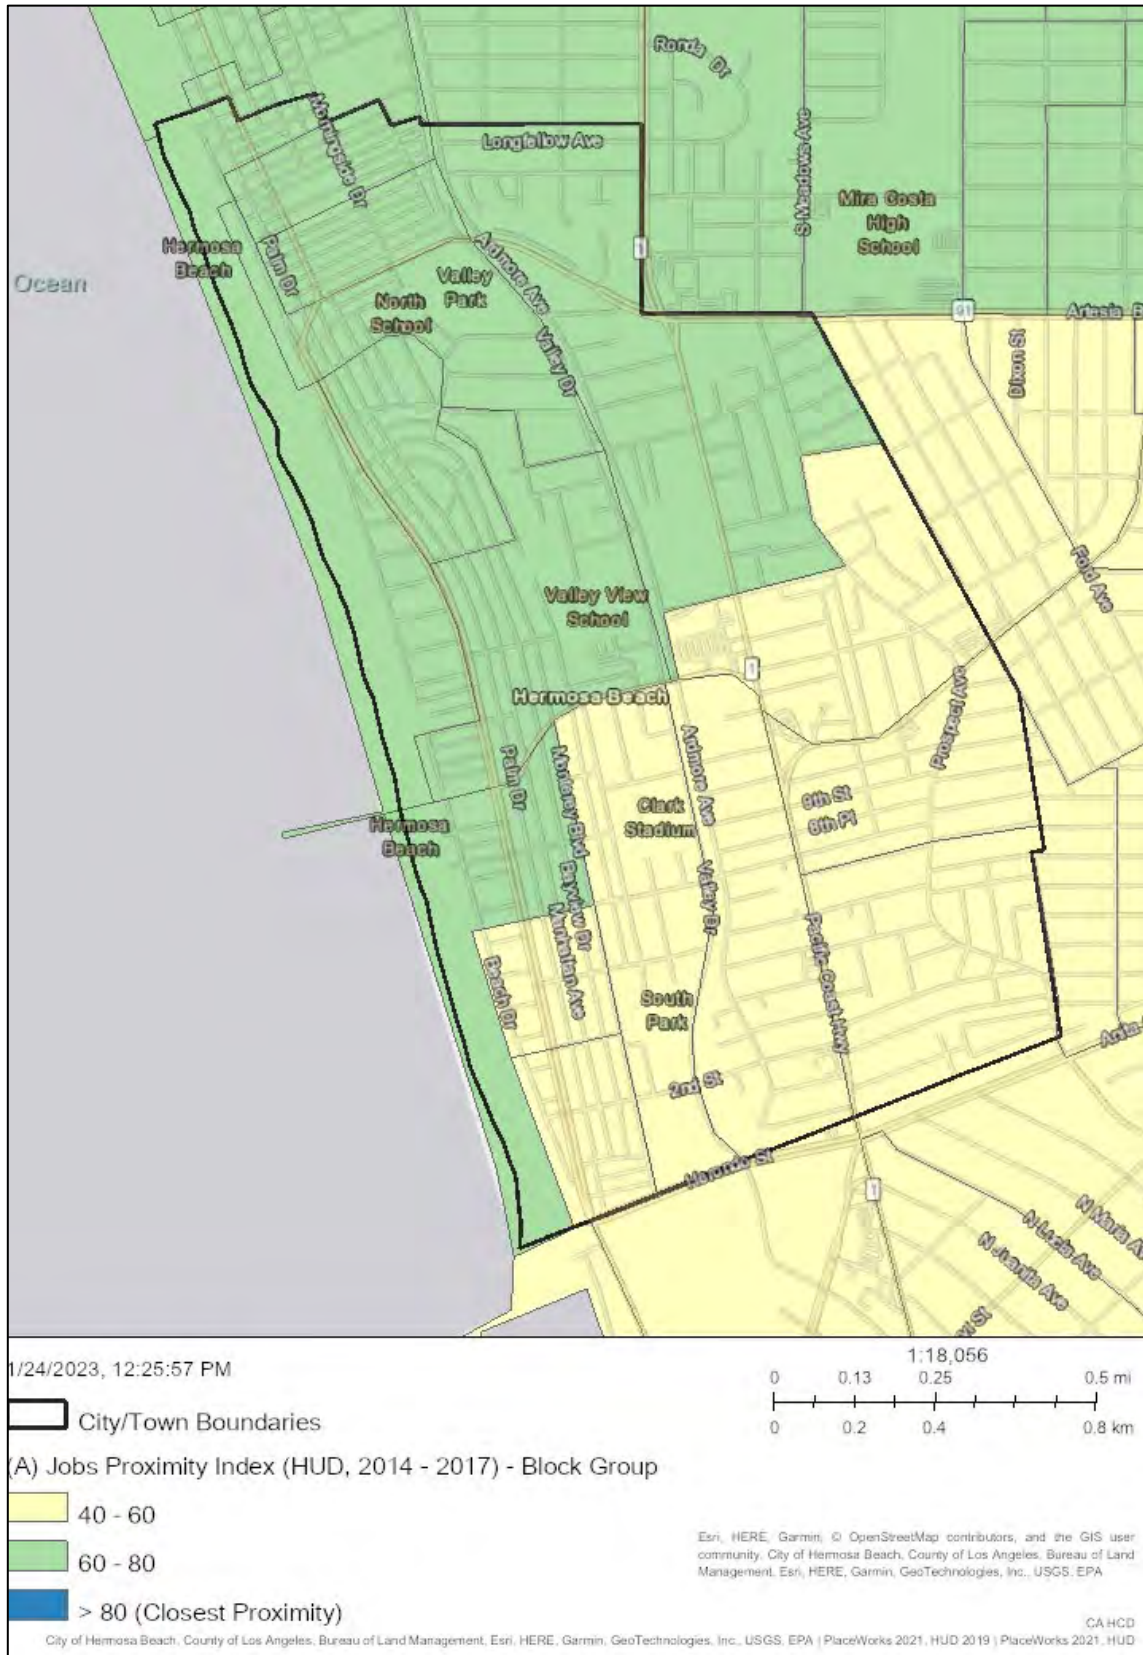 Ronda Dr
Morningside Dr
Longfellow Ave
S Meadows Ave
Mira Costa
High
School
Hermosa
Beach
Palm Dr
Ardmore Ave
1
Ocean
Valley
Park
North
School
Valley Dr
91
Artesia B
Dixon St
Ford Ave
Valley View
School
1
Hermosa Beach
Prospect Ave
Palm Dr
Monterey Blvd
Ardmore Ave
Hermosa
Beach
Clark
Stadium
9th St
8th Pl
Bayview Dr
Manhattan Ave
Valley Dr
Beach Dr
South
Park
Pacific Coast Hwy
Anita
2nd St
Herondo St
1
N Maria Av
N Lucia Ave
N Juanita Ave
St
1/24/2023, 12:25:57 PM
1:18,056
0 0.13 0.25 0.5 mi
0 0.2 0.4 0.8 km
City/Town Boundaries
(A) Jobs Proximity Index (HUD, 2014 - 2017) - Block Group
40 - 60
60 - 80
> 80 (Closest Proximity)
Esri, HERE, Garmin, © OpenStreetMap contributors, and the GIS user
community, City of Hermosa Beach, County of Los Angeles, Bureau of Land
Management, Esri, HERE, Garmin, GeoTechnologies, Inc., USGS, EPA
CA HCD
City of Hermosa Beach, County of Los Angeles, Bureau of Land Management, Esri, HERE, Garmin, GeoTechnologies, Inc., USGS, EPA | PlaceWorks 2021, HUD 2019 | PlaceWorks 2021, HUD